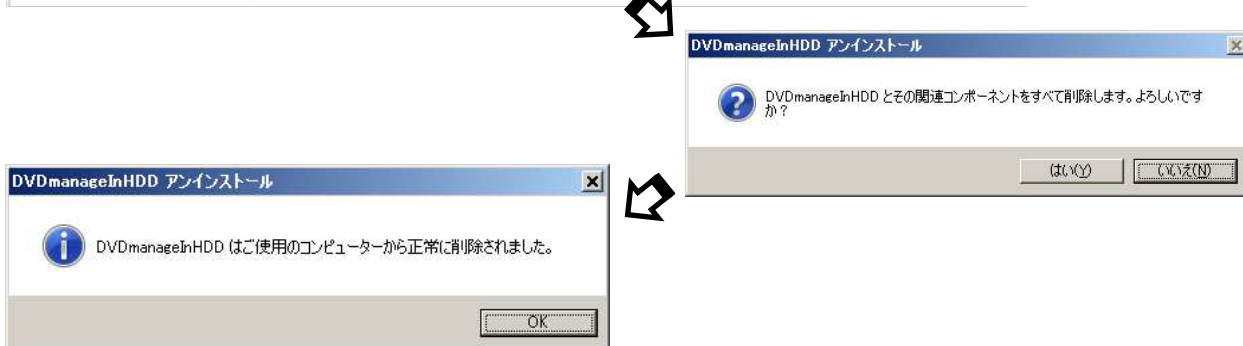 DVDmanageInHDD アンインストール
DVDmanageInHDD とその関連コンポーネントをすべて削除します。よろしいです
か?
はい(Y)
いいえ(N)
DVDmanageInHDD アンインストール
DVDmanageInHDD はご使用のコンピューターから正常に削除されました。
OK